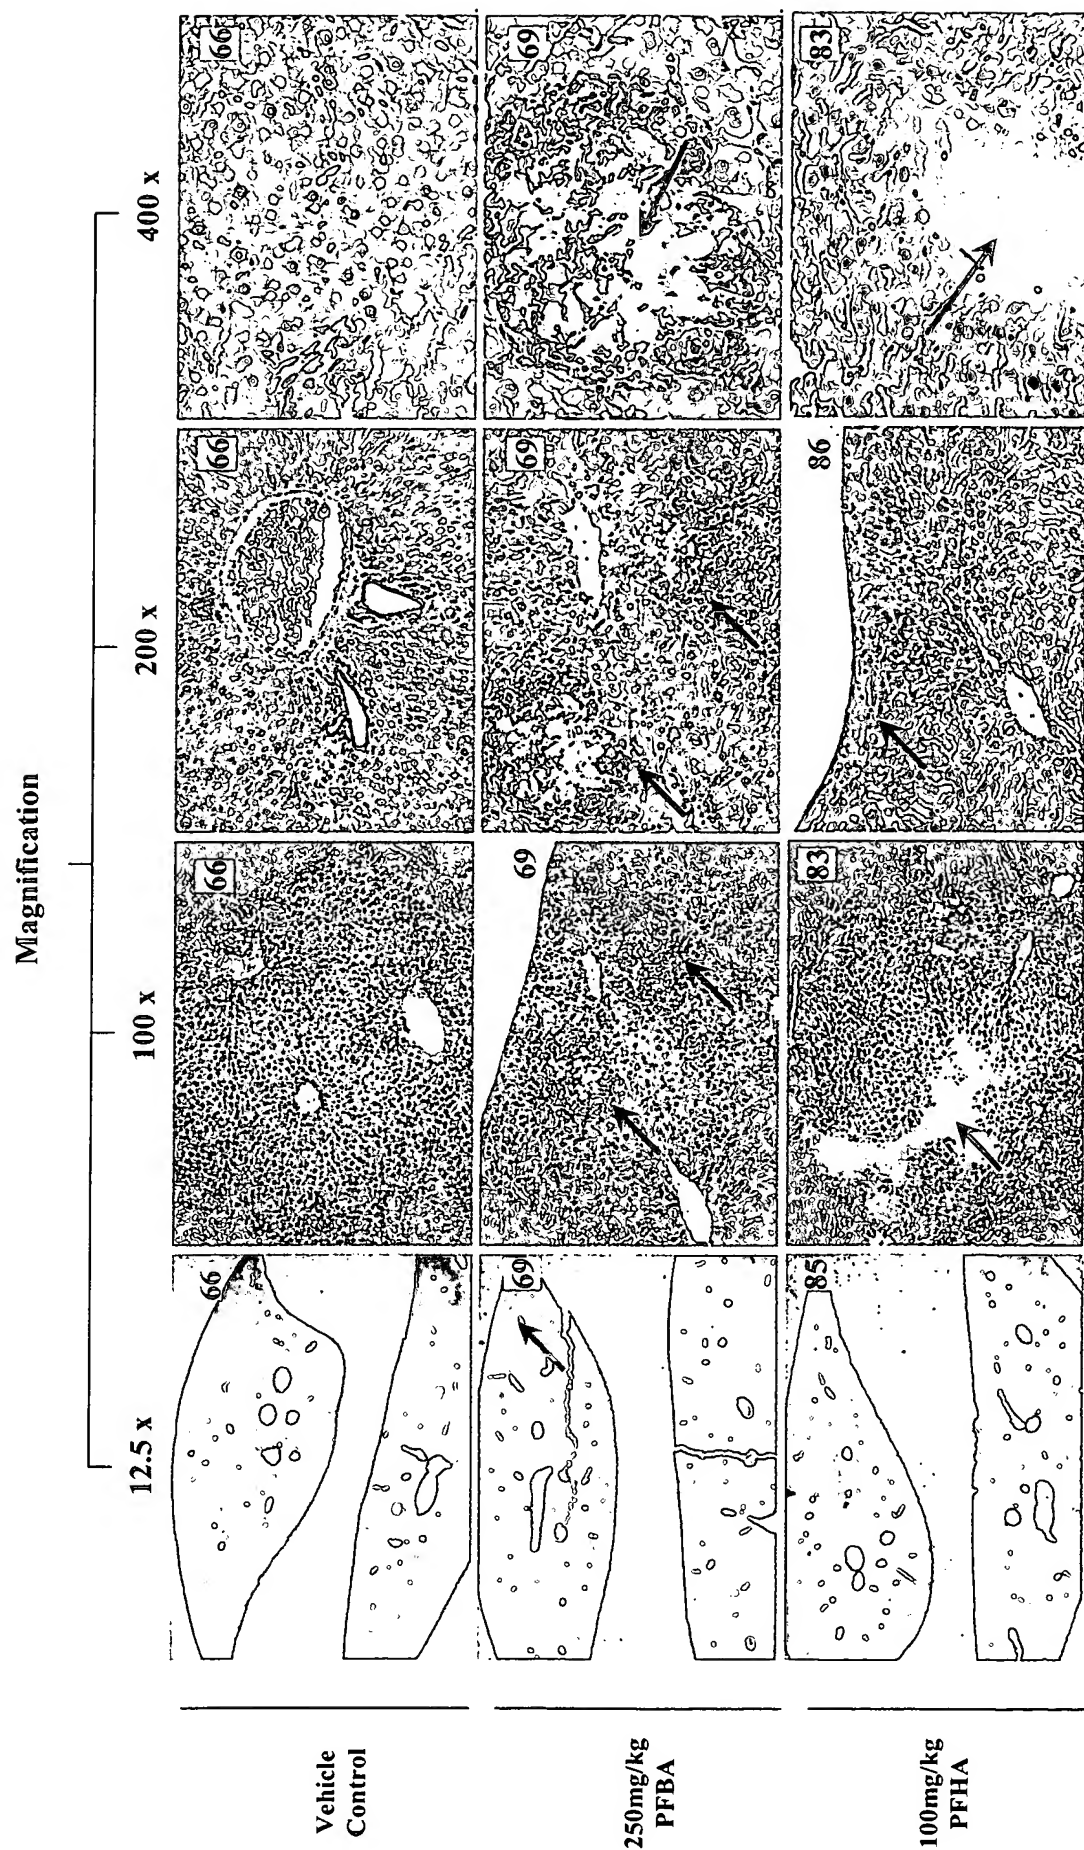 Magnification
12.5 x 100 x 200 x 400 x
Vehicle
Control
66 66 66 66
250mg/kg
PFBA
69 69 69 69
100mg/kg
PFHA
85 83 86 83